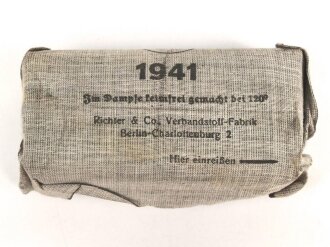 1941
Im Dampfe keimfrei gemacht bei 120°
Richter & Co., Verbandstoff-Fabrik
Berlin-Charlottenburg 2
Hier einreißen